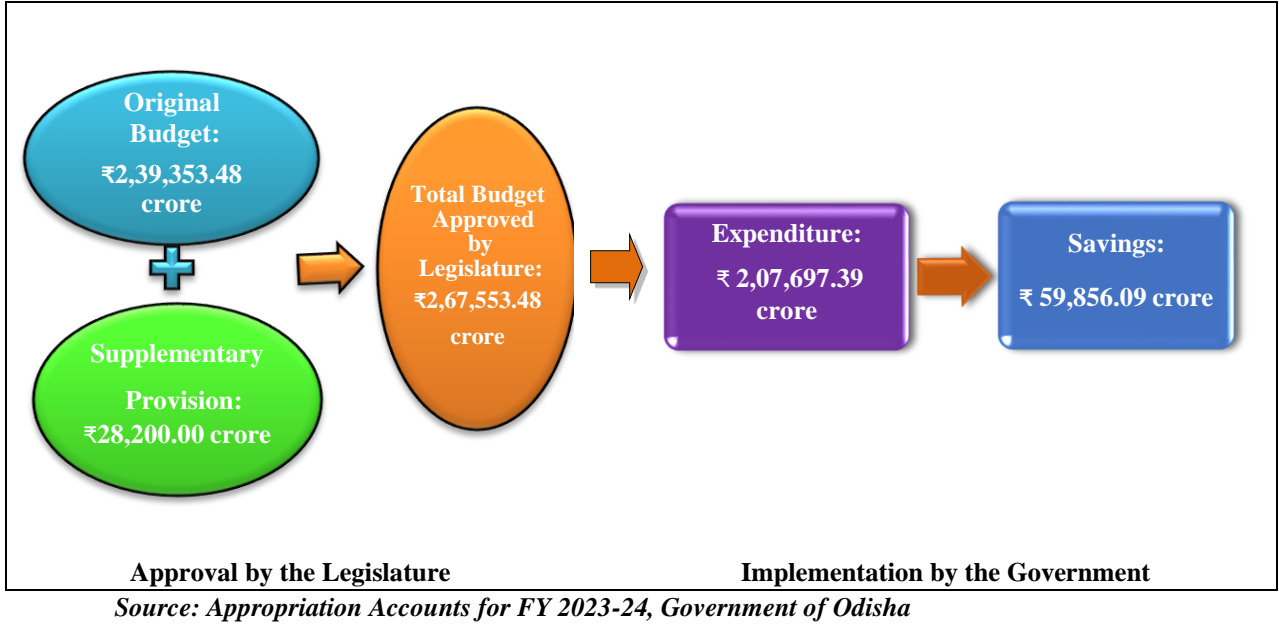 Original
Budget:
₹2,39,353.48
crore
Supplementary
Provision:
₹28,200.00 crore
Total Budget
Approved
by
Legislature:
₹2,67,553.48
crore
Expenditure:
₹ 2,07,697.39
crore
Savings:
₹ 59,856.09 crore
Approval by the Legislature
Implementation by the Government
Source: Appropriation Accounts for FY 2023-24, Government of Odisha